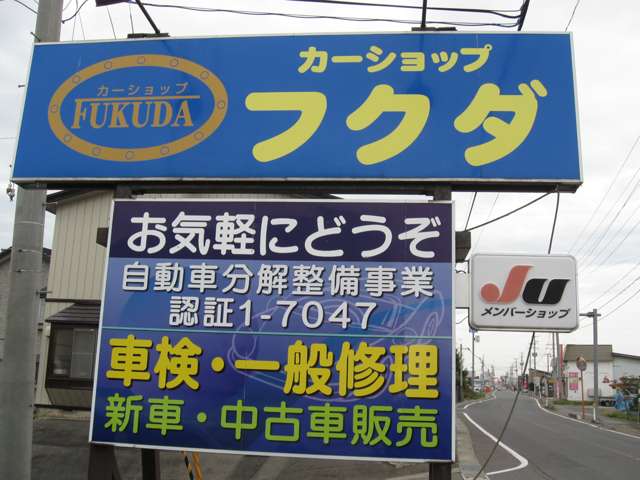 カーショップ
FUKUDA
カーショップ
フクダ
お気軽にどうぞ
自動車分解整備事業
認証1-7047
車検・一般修理
新車・中古車販売
JU
メンバーショップ